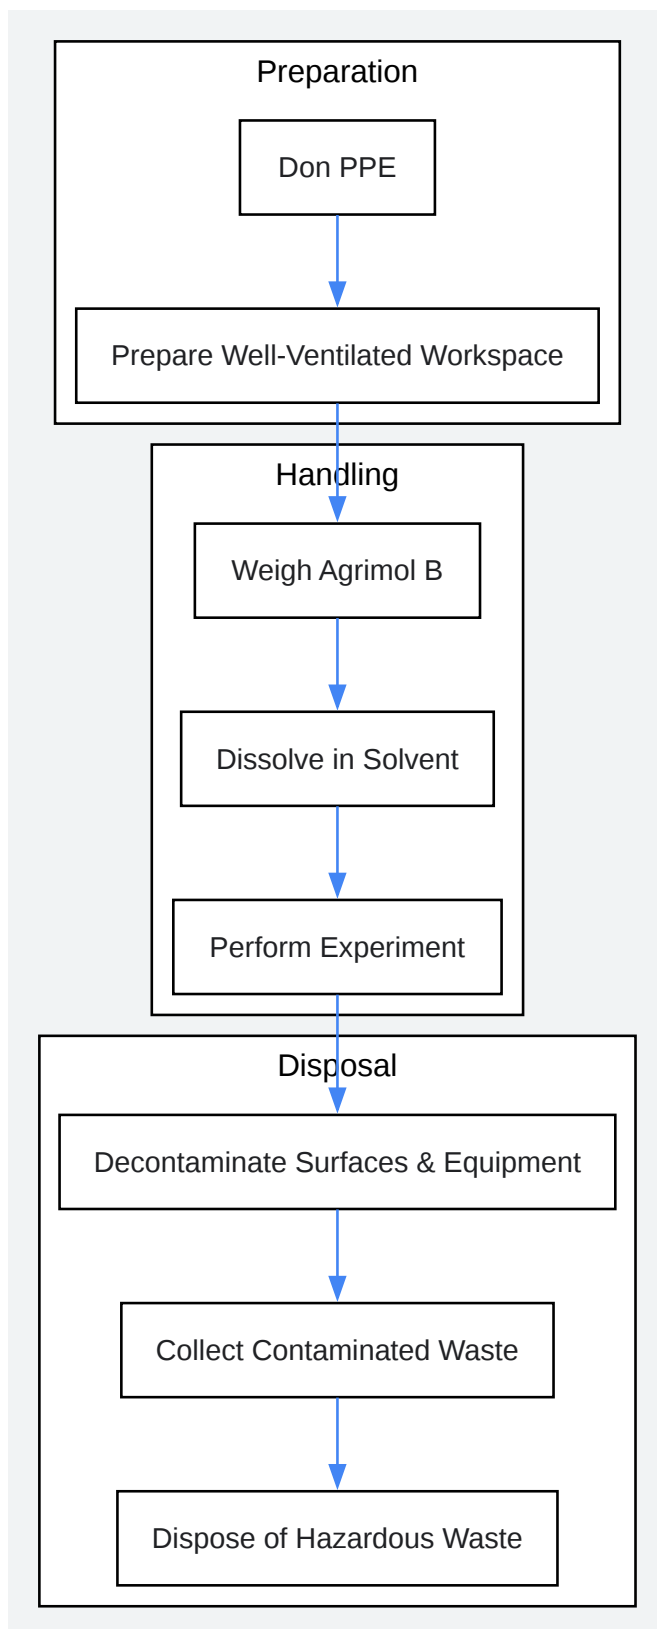 Preparation
Don PPE
Prepare Well-Ventilated Workspace
Handling
Weigh Agrimol B
Dissolve in Solvent
Perform Experiment
Disposal
Decontaminate Surfaces & Equipment
Collect Contaminated Waste
Dispose of Hazardous Waste